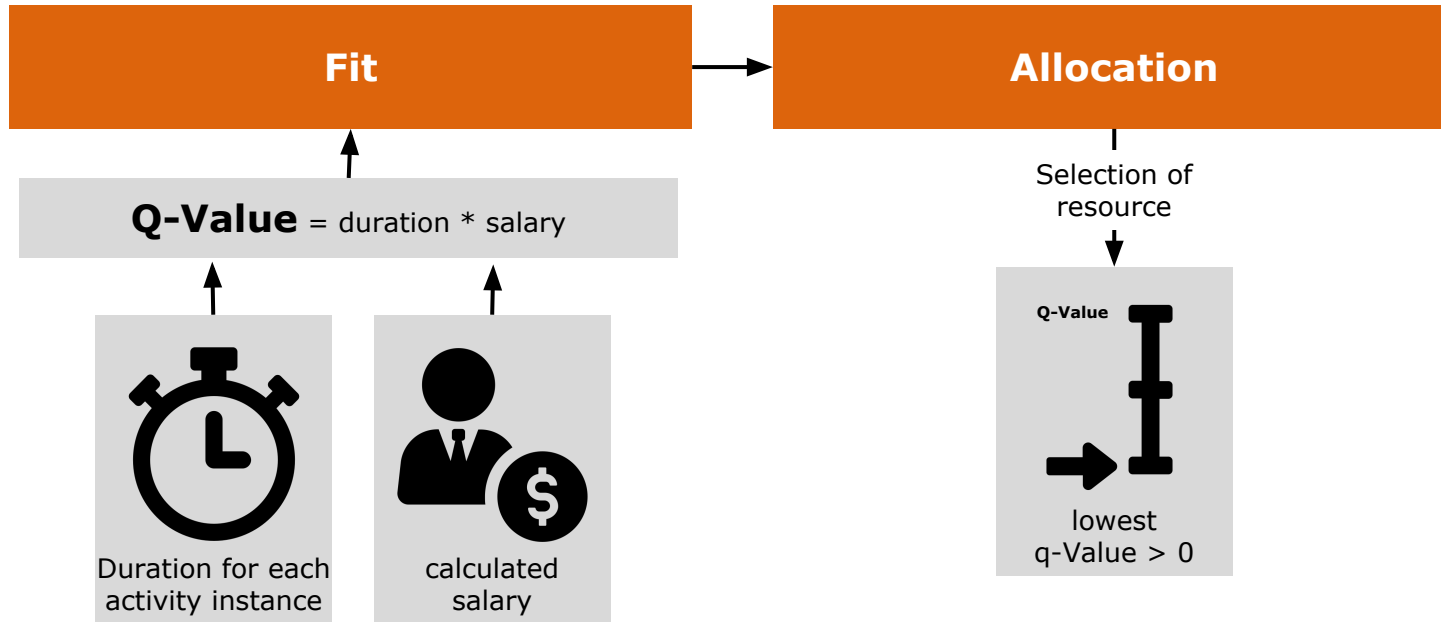 Fit
Allocation
Q-Value = duration * salary
Selection of
resource
Q-Value
$
Duration for each
activity instance
calculated
salary
lowest
q-Value > 0